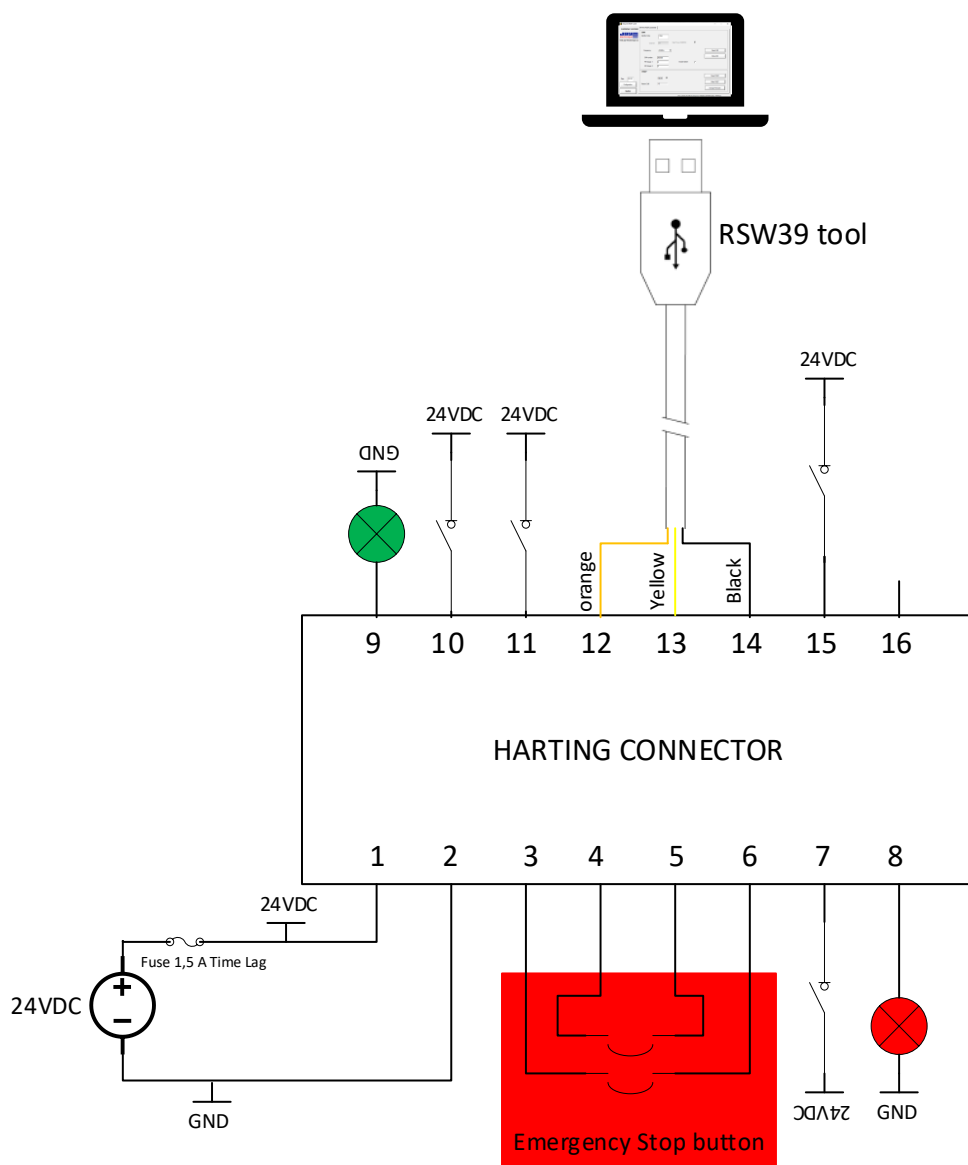 RSW39 tool
24VDC
24VDC
24VDC
GND
orange
Yellow
Black
9
10
11
12
13
14
15
16
HARTING CONNECTOR
1
2
3
4
5
6
7
8
24VDC
Fuse 1,5 A Time Lag
24VDC
+
−
GND
24VDC
GND
Emergency Stop button